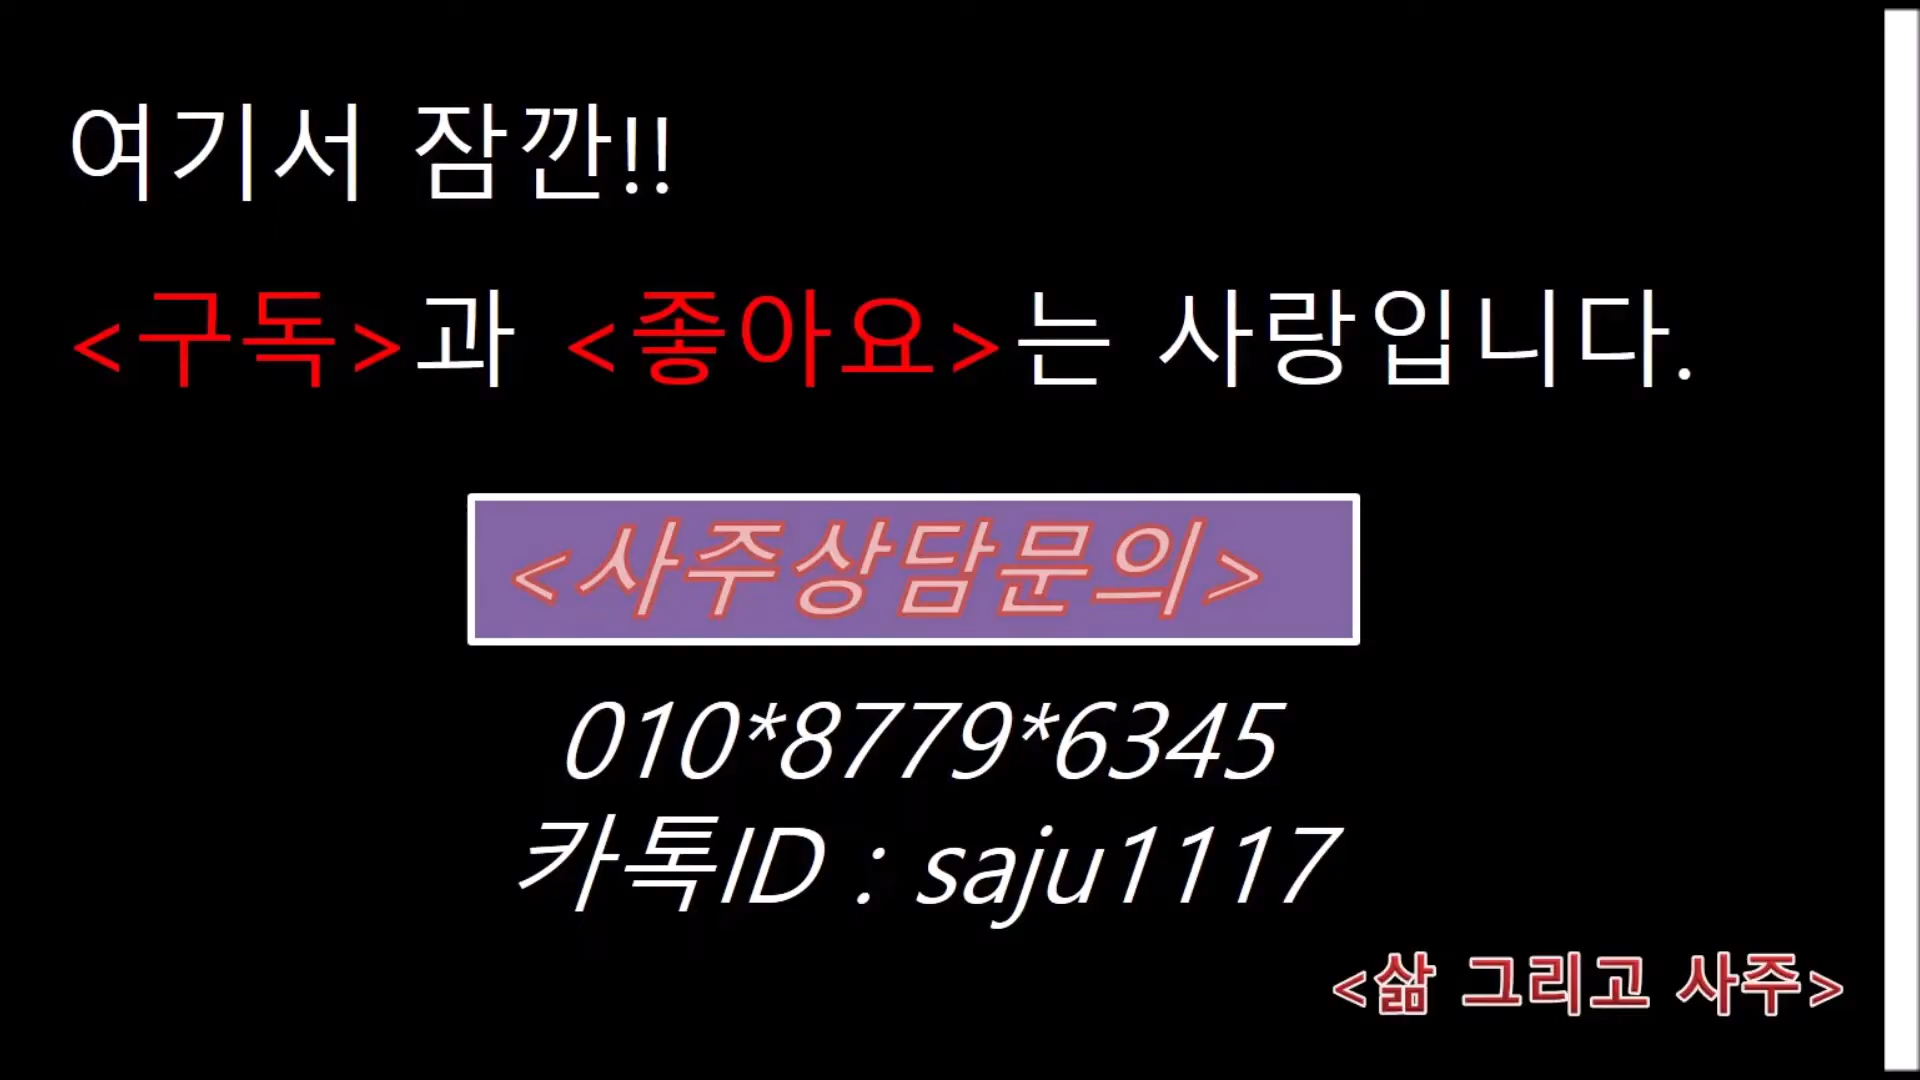 여기서 잠깐!!
<구독>과 <좋아요>는 사랑입니다.
<사주상담문의>
010*8779*6345
카톡ID : saju1117
<삶 그리고 사주>